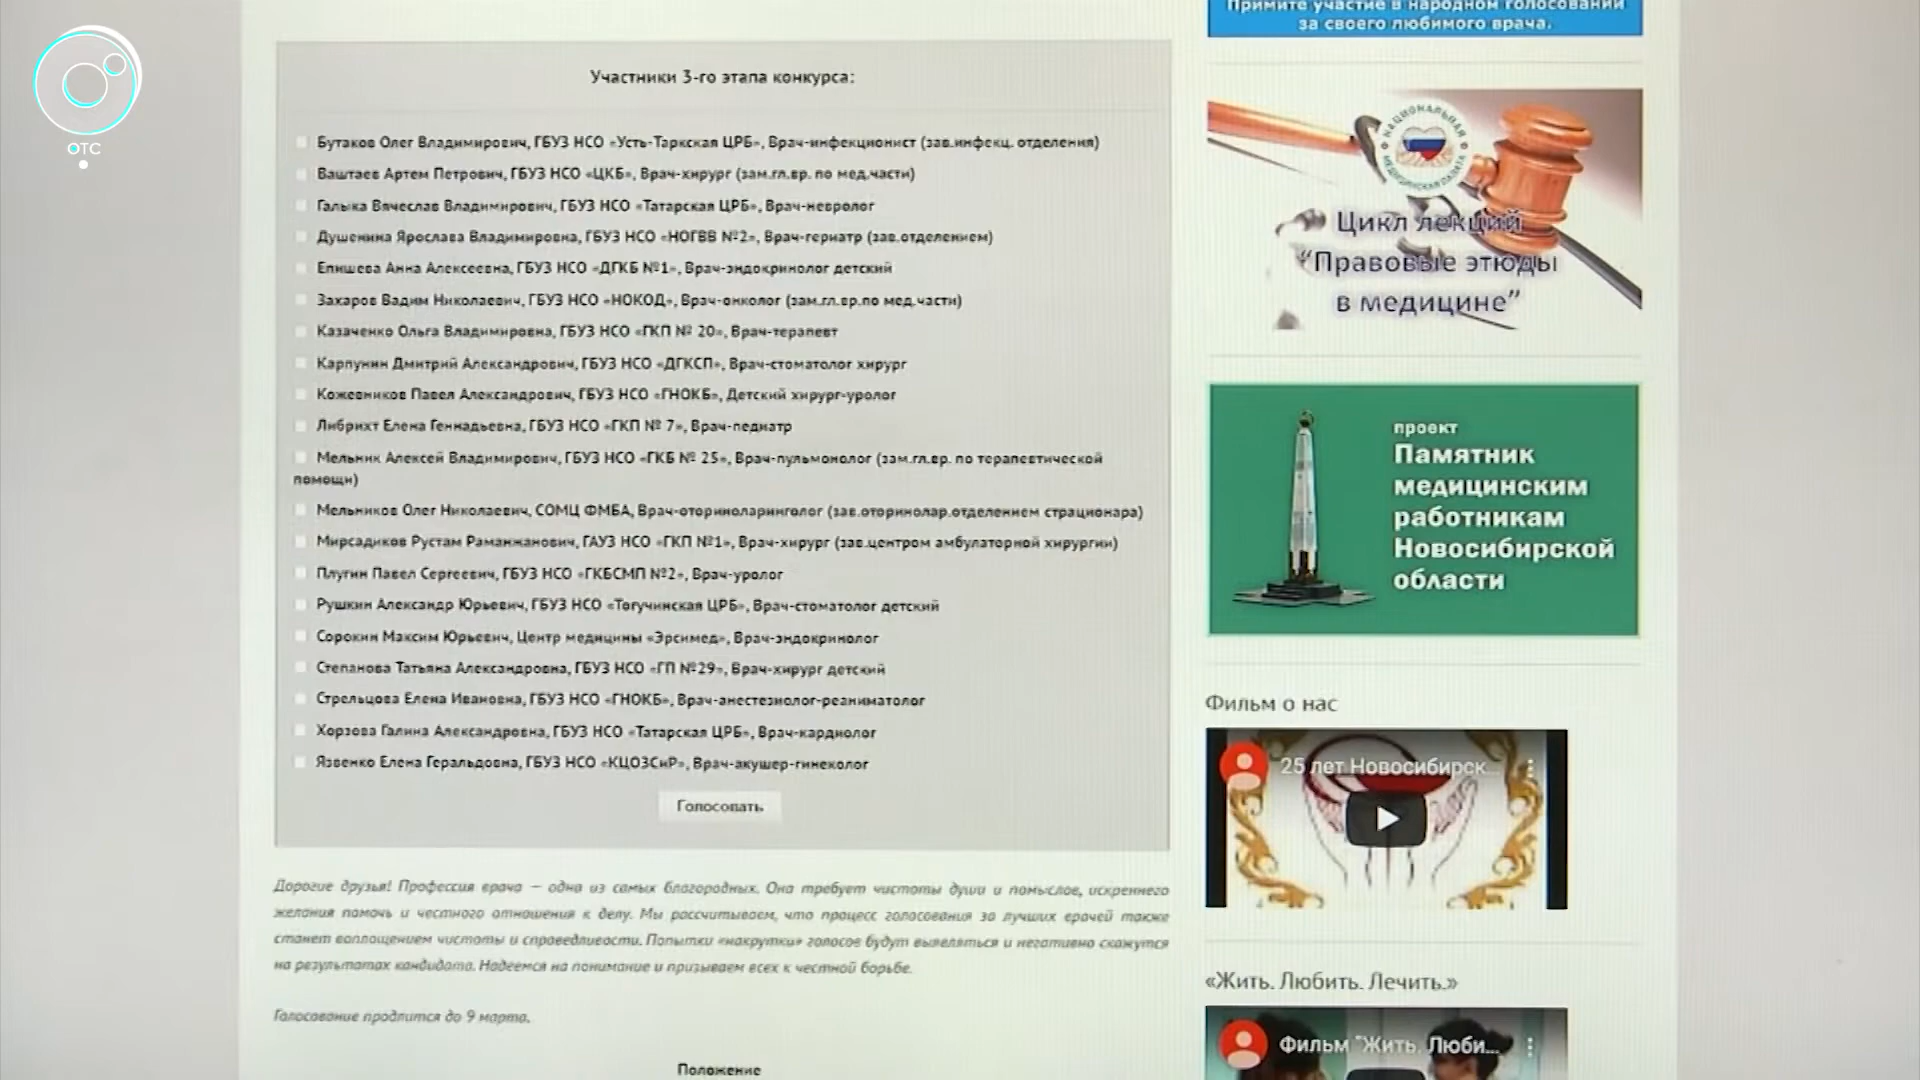 ОТС
Примите участие в народном голосовании
за своего любимого врача.
Участники 3-го этапа конкурса:
Бутаков Олег Владимирович, ГБУЗ НСО «Усть-Таркская ЦРБ», Врач-инфекционист (зав.инфекц. отделения)
Ваштаев Артем Петрович, ГБУЗ НСО «ЦКБ», Врач-хирург (зам.гл.вр. по мед.части)
Галыка Вячеслав Владимирович, ГБУЗ НСО «Татарская ЦРБ», Врач-невролог
Душенина Ярослава Владимировна, ГБУЗ НСО «НОГВВ №2», Врач-гериатр (зав.отделением)
Епишева Анна Алексеевна, ГБУЗ НСО «ДГКБ №1», Врач-эндокринолог детский
Захаров Вадим Николаевич, ГБУЗ НСО «НОКОД», Врач-онколог (зам.гл.вр.по мед.части)
Казаченко Ольга Владимировна, ГБУЗ НСО «ГКП № 20», Врач-терапевт
Карпунин Дмитрий Александрович, ГБУЗ НСО «ДГКСП», Врач-стоматолог хирург
Кожевников Павел Александрович, ГБУЗ НСО «ГНОКБ», Детский хирург-уролог
Либрихт Елена Геннадьевна, ГБУЗ НСО «ГКП № 7», Врач-педиатр
Мельник Алексей Владимирович, ГБУЗ НСО «ГКБ № 25», Врач-пульмонолог (зам.гл.вр. по терапевтической
помощи)
Мельников Олег Николаевич, СОМЦ ФМБА, Врач-оториноларинголог (зав.оторинолар.отделением страционара)
Мирсадиков Рустам Раманжанович, ГАУЗ НСО «ГКП №1», Врач-хирург (зав.центром амбулаторной хирургии)
Плугин Павел Сергеевич, ГБУЗ НСО «ГКБСМП №2», Врач-уролог
Рушкин Александр Юрьевич, ГБУЗ НСО «Тогучинская ЦРБ», Врач-стоматолог детский
Сорокин Максим Юрьевич, Центр медицины «Эрсимед», Врач-эндокринолог
Степанова Татьяна Александровна, ГБУЗ НСО «ГП №29», Врач-хирург детский
Стрельцова Елена Ивановна, ГБУЗ НСО «ГНОКБ», Врач-анестезиолог-реаниматолог
Хорзова Галина Александровна, ГБУЗ НСО «Татарская ЦРБ», Врач-кардиолог
Язвенко Елена Геральдовна, ГБУЗ НСО «КЦОЗСиР», Врач-акушер-гинеколог
Голосовать
Дорогие друзья! Профессия врача – одна из самых благородных. Она требует чистоты души и помыслов, искреннего
желания помочь и честного отношения к делу. Мы рассчитываем, что процесс голосования за лучших врачей также
станет воплощением чистоты и справедливости. Попытки «накрутки» голосов будут выявляться и негативно скажутся
на результатах кандидата. Надеемся на понимание и призываем всех к честной борьбе.
Голосование продлится до 9 марта.
Положение
НАЦИОНАЛЬНАЯ
МЕДИЦИНСКАЯ ПАЛАТА
Цикл лекций
“Правовые этюды
в медицине”
проект
Памятник
медицинским
работникам
Новосибирской
области
Фильм о нас
25 лет Новосибирск...
«Жить. Любить. Лечить.»
Фильм "Жить. Люби...